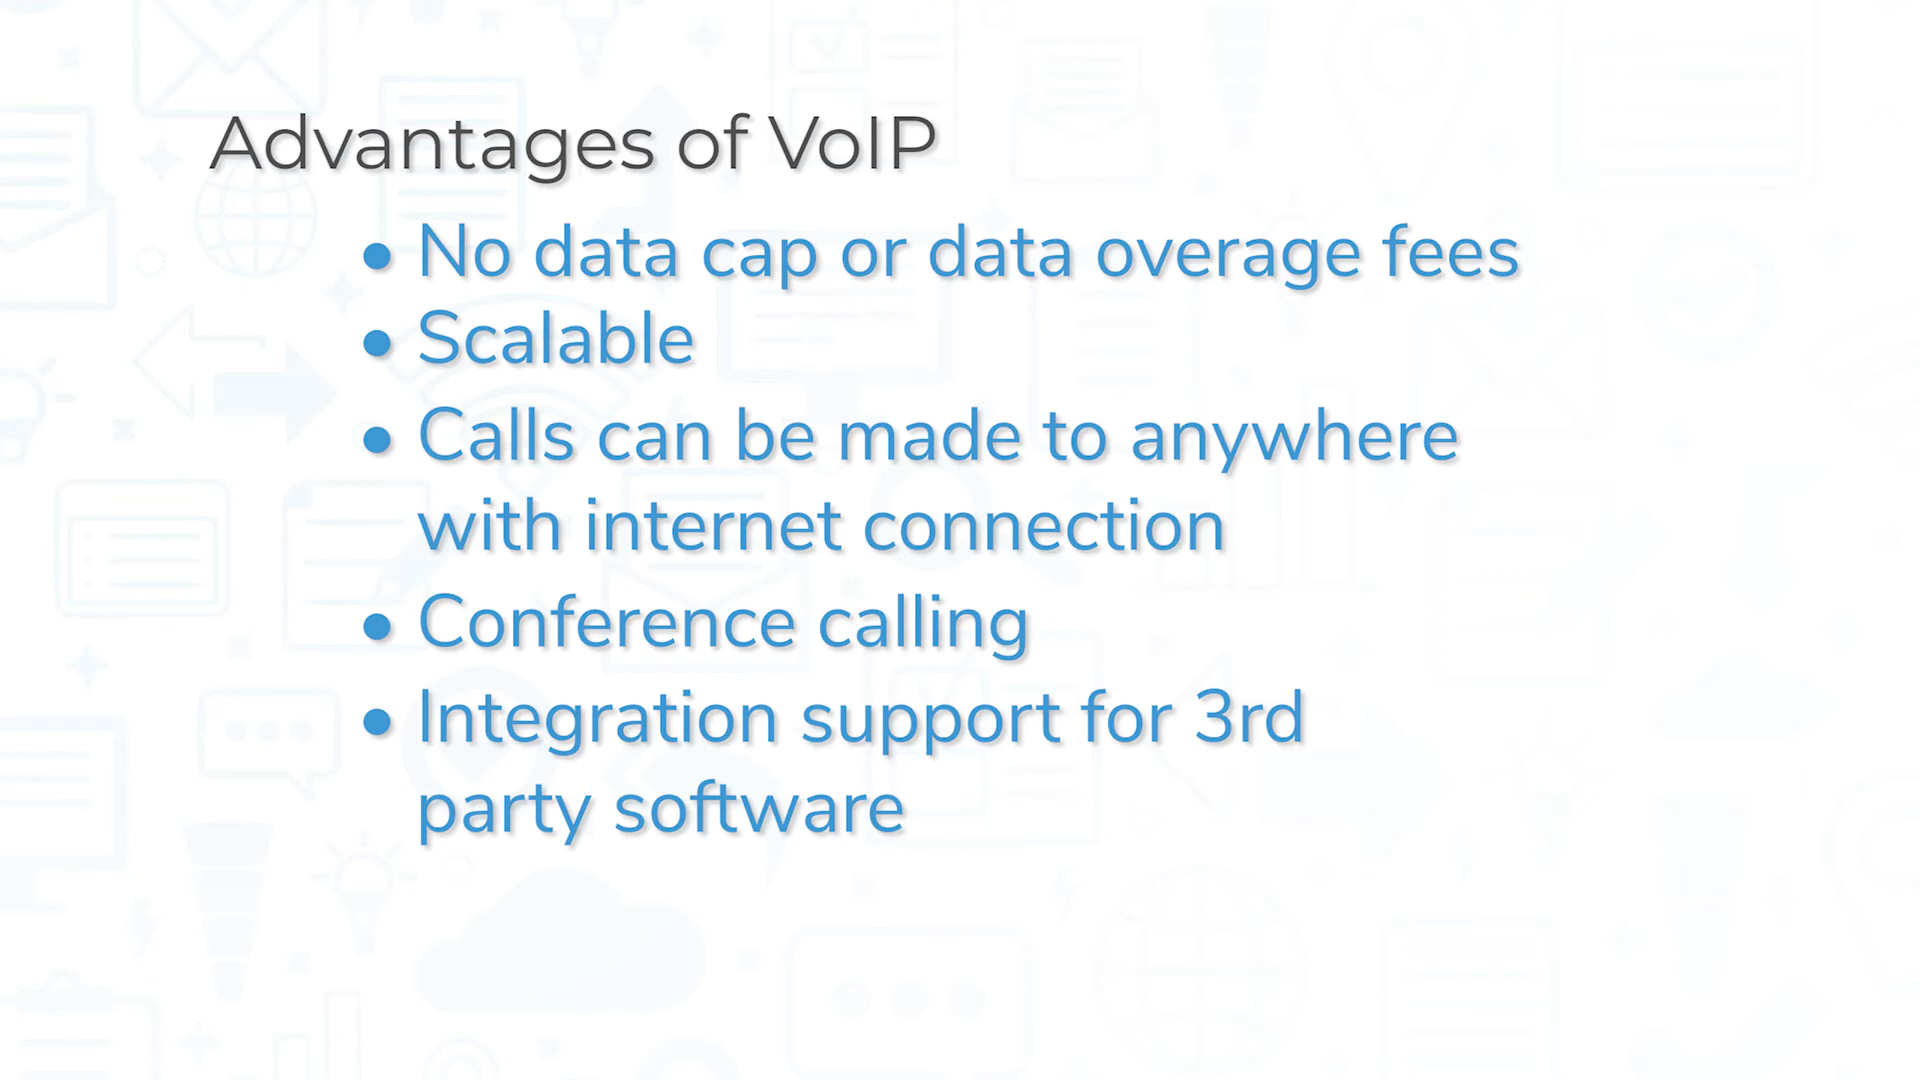 Advantages of VoIP
• No data cap or data overage fees
• Scalable
• Calls can be made to anywhere
with internet connection
• Conference calling
• Integration support for 3rd
party software